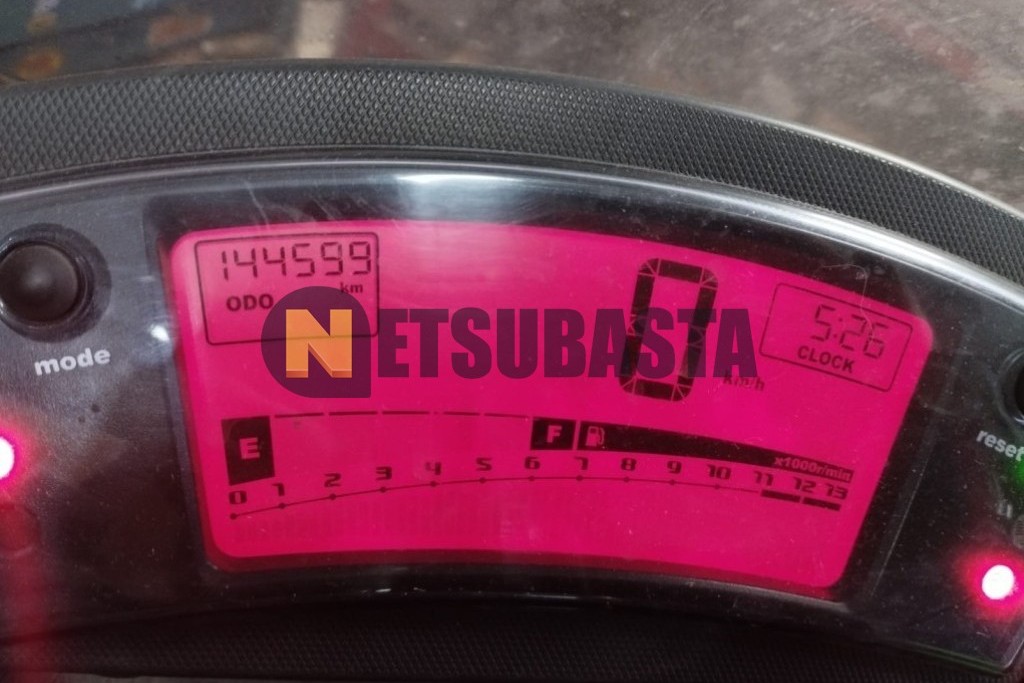 144599
km
ODO
mode
NETSUBASTA
0
km/h
5:26
CLOCK
reset
E
F
x1000r/min
0 1 2 3 4 5 6 7 8 9 10 11 12 13